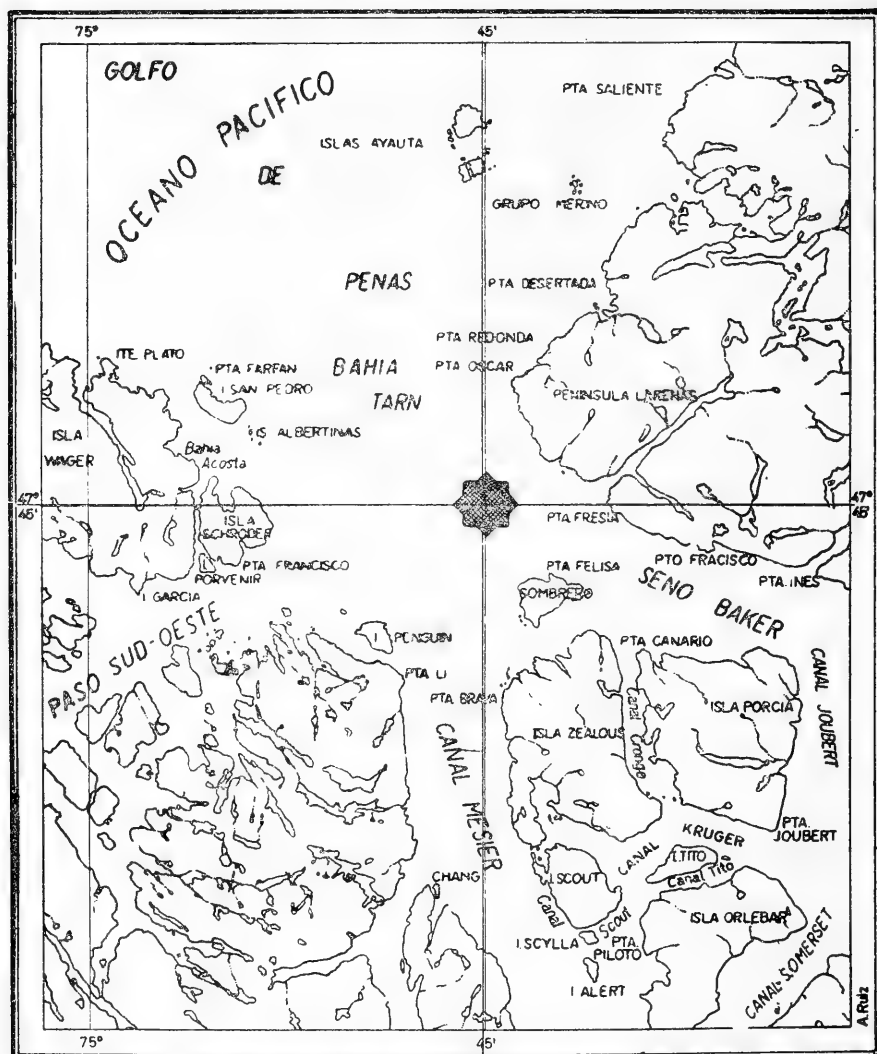 75°
45'
GOLFO
OCEANO PACIFICO
DE
PENAS
PTA SALIENTE
ISLAS AYAUTA
GRUPO MERINO
PTA DESERTADA
PTA REDONDA
BAHIA
TARN
PTA OSCAR
ITE PLATO
PTA FARFAN
I SAN PEDRO
PENINSULA LARENAS
IS ALBERTINAS
ISLA
WAGER
Bahia
Acosta
47°
45'
47°
45'
ISLA
SCHRODER
PTA FRESIA
PTA FRANCISCO
PORVENIR
I. GARCIA
PTA FELISA
PTO FRACISCO
PTA. INES
SOMBRERO
SENO BAKER
PASO SUD-OESTE
I PENGUIN
PTA CANARIO
PTA LI
PTA BRAVA
ISLA PORCIA
CANAL JOUBERT
ISLA ZEALOUS
Canal
CANAL MESIER
PTA.
JOUBERT
CANAL KRUGER
I.TITO
Canal Tito
CHANG
I.SCOUT
Canal Scout
ISLA ORLEBAR
I.SCYLLA
PTA.
PILOTO
I ALERT
CANAL-SOMERSET
A.Ruiz
75°
45'